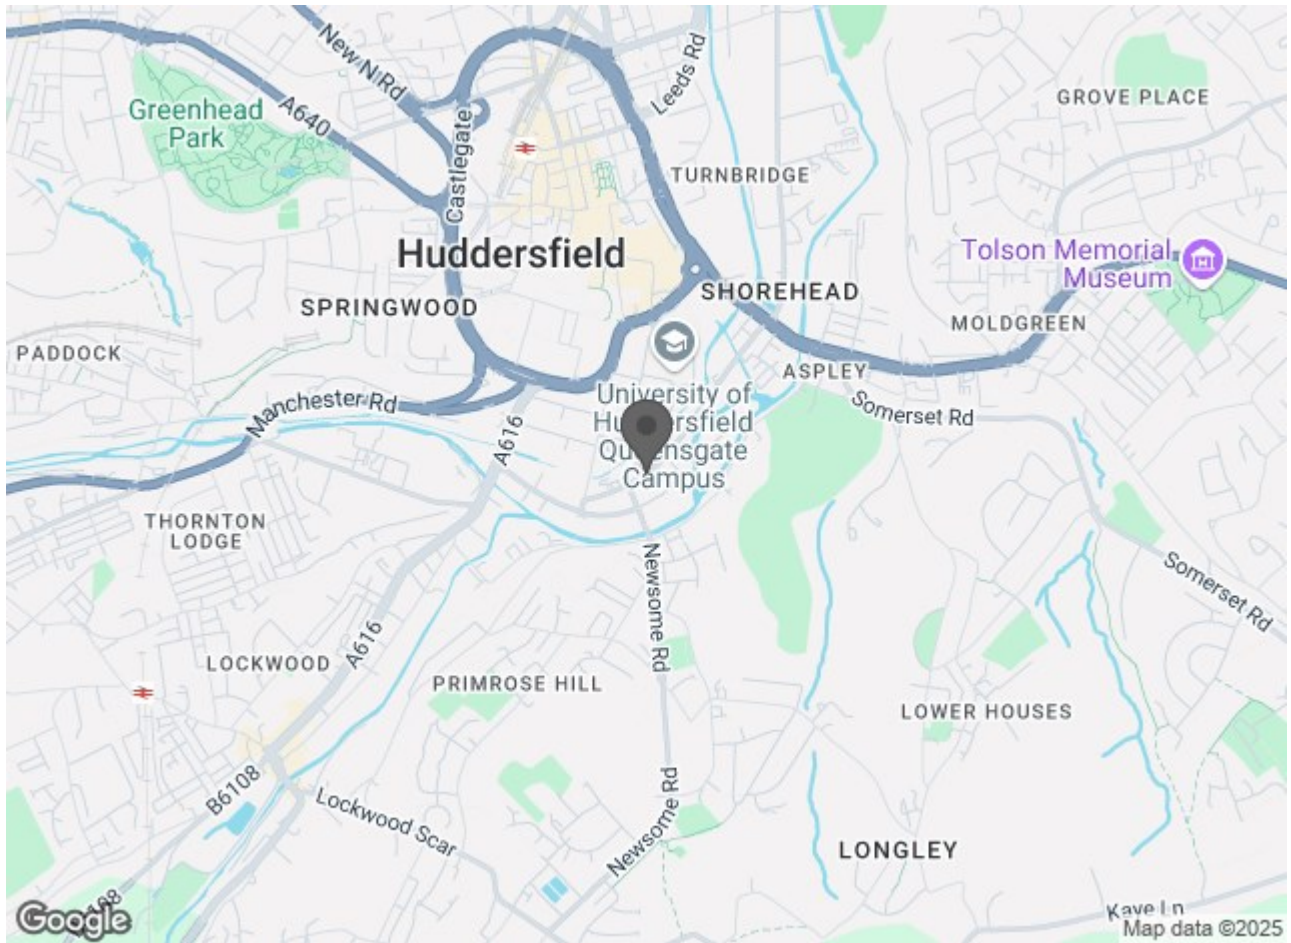 New N Rd
Leeds Rd
GROVE PLACE
Greenhead
Park
A640
Castlegate
TURNBRIDGE
Huddersfield
Tolson Memorial
Museum
SHOREHEAD
SPRINGWOOD
MOLDGREEN
PADDOCK
ASPLEY
University of
Huddersfield
Queensgate
Campus
Manchester Rd
Somerset Rd
A616
THORNTON
LODGE
Newsome Rd
Somerset Rd
A616
LOCKWOOD
PRIMROSE HILL
LOWER HOUSES
B6108
Lockwood Scar
Newsome Rd
LONGLEY
Kaye Ln
Google
Map data ©2025